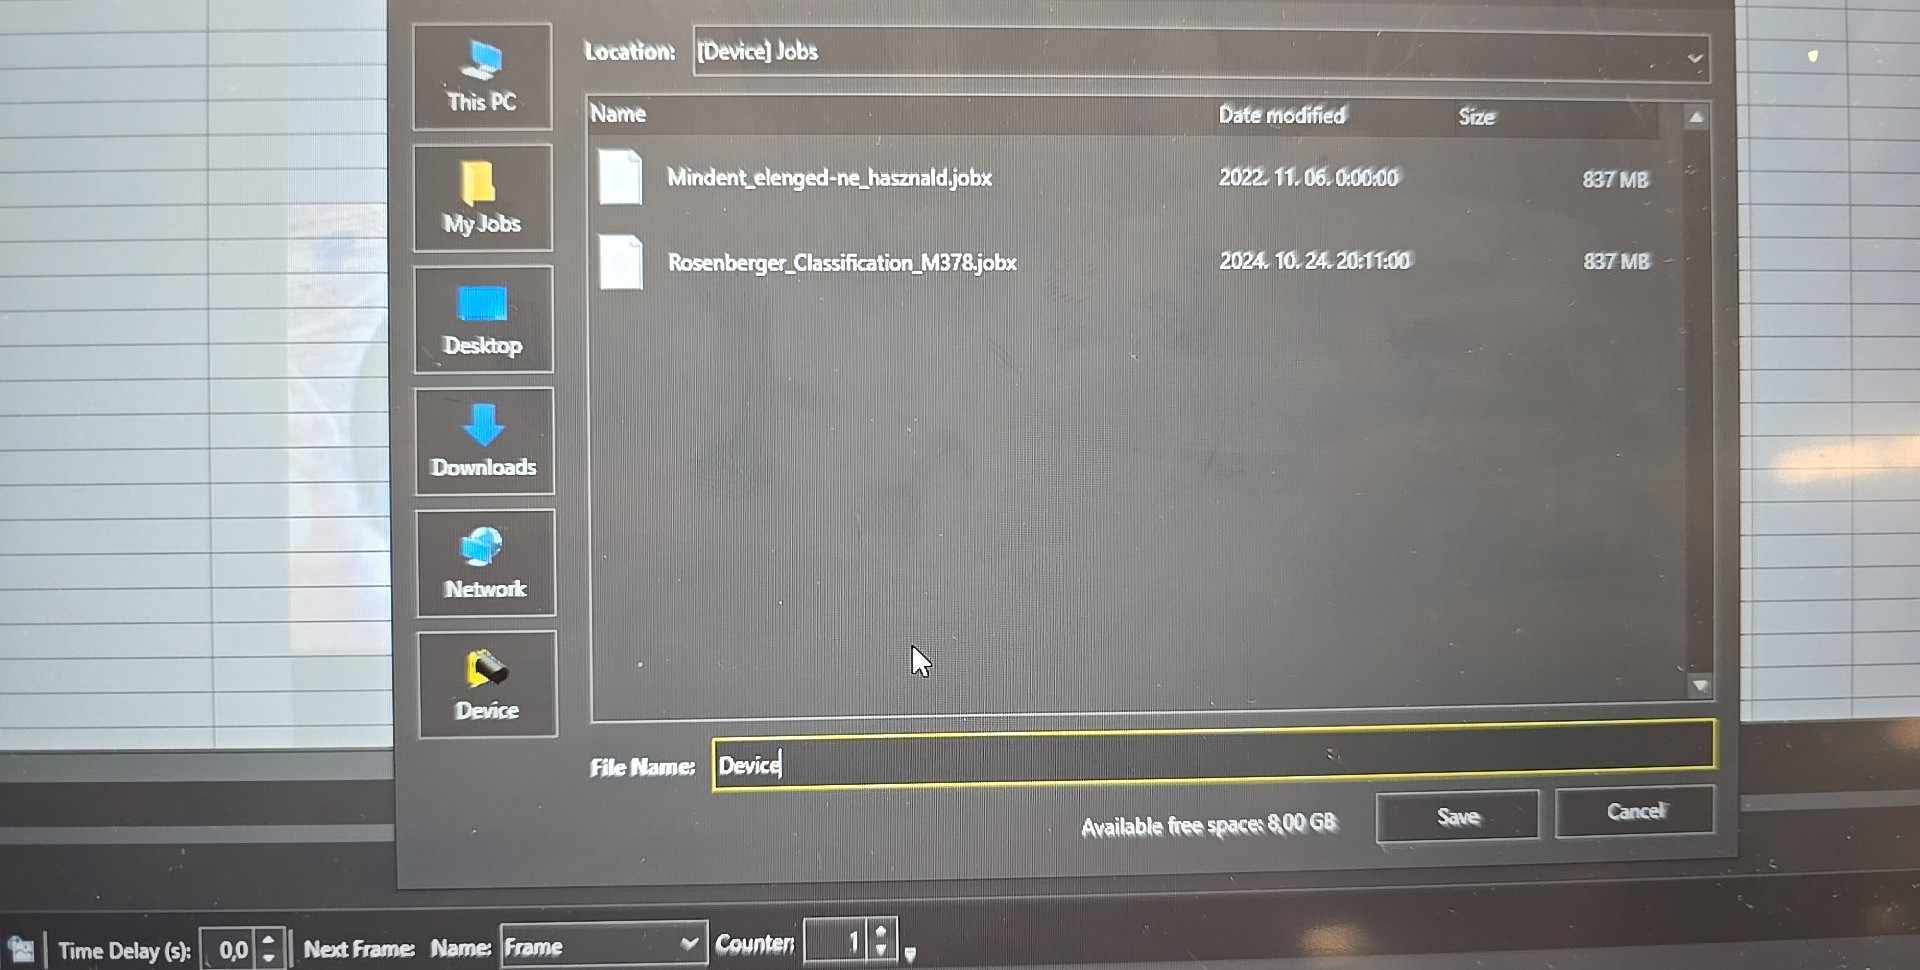 This PC
My Jobs
Desktop
Downloads
Network
Device
Location: [Device] Jobs
Name Date modified Size
Mindent_elenged-ne_hasznald.jobx 2022. 11. 06. 0:00:00 837 MB
Rosenberger_Classification_M378.jobx 2024. 10. 24. 20:11:00 837 MB
File Name: Device
Available free space: 8,00 GB Save Cancel
Time Delay (s): 0,0 Next Frame: Name: Frame Counter: 1